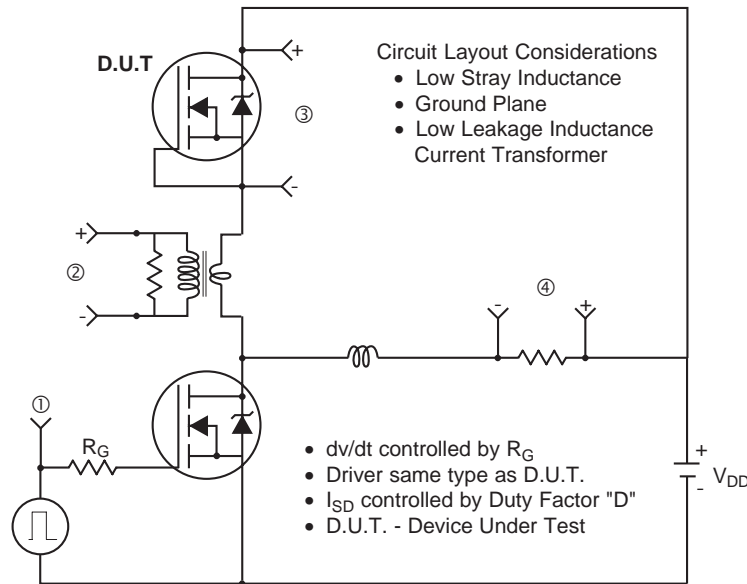 D.U.T
+
③
-
Circuit Layout Considerations
• Low Stray Inductance
• Ground Plane
• Low Leakage Inductance
Current Transformer
+
②
-
④
- +
①
RG
• dv/dt controlled by RG
• Driver same type as D.U.T.
• ISD controlled by Duty Factor "D"
• D.U.T. - Device Under Test
+
VDD
-